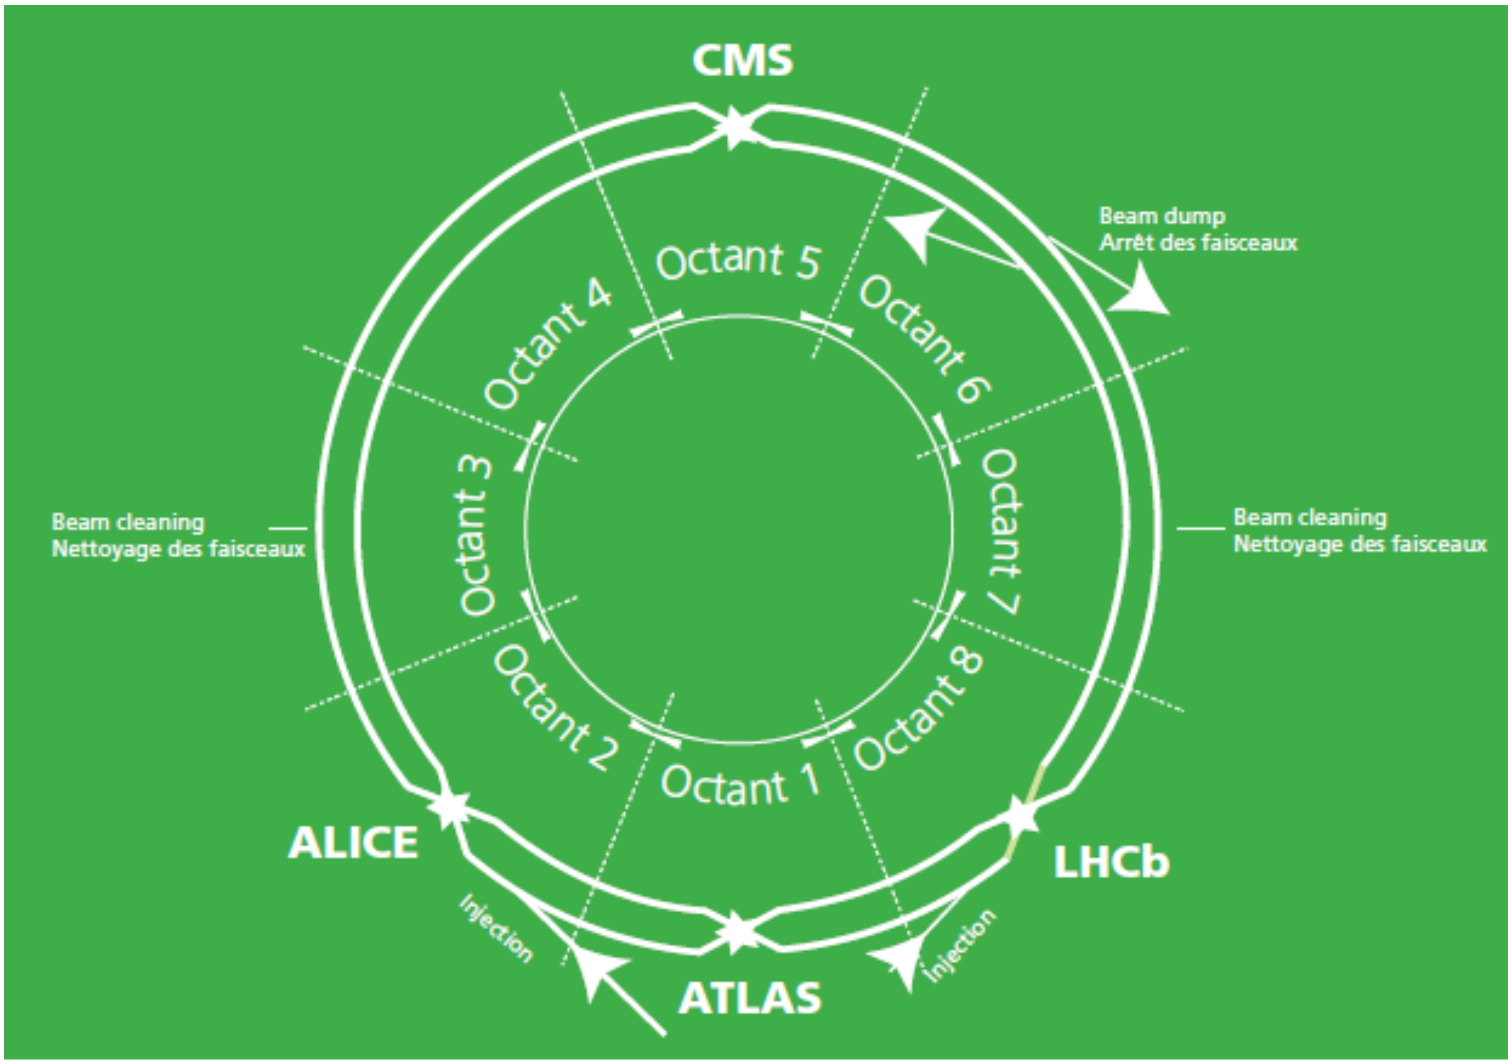 CMS
Beam dump
Arrêt des faisceaux
Octant 5
Octant 4
Octant 6
Octant 3
Octant 7
Beam cleaning
Nettoyage des faisceaux
Beam cleaning
Nettoyage des faisceaux
Octant 2
Octant 8
Octant 1
ALICE
LHCb
Injection
Injection
ATLAS